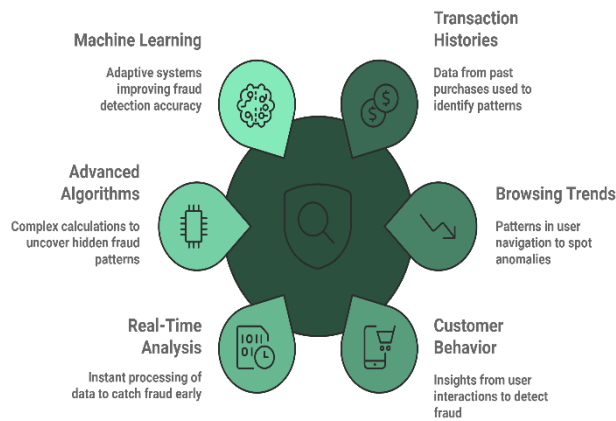 Machine Learning
Adaptive systems
improving fraud
detection accuracy
Transaction
Histories
Data from past
purchases used to
identify patterns
Advanced
Algorithms
Complex calculations to
uncover hidden fraud
patterns
Browsing Trends
Patterns in user
navigation to spot
anomalies
Real-Time
Analysis
Instant processing of
data to catch fraud early
Customer
Behavior
Insights from user
interactions to detect
fraud
$
$
1011
01